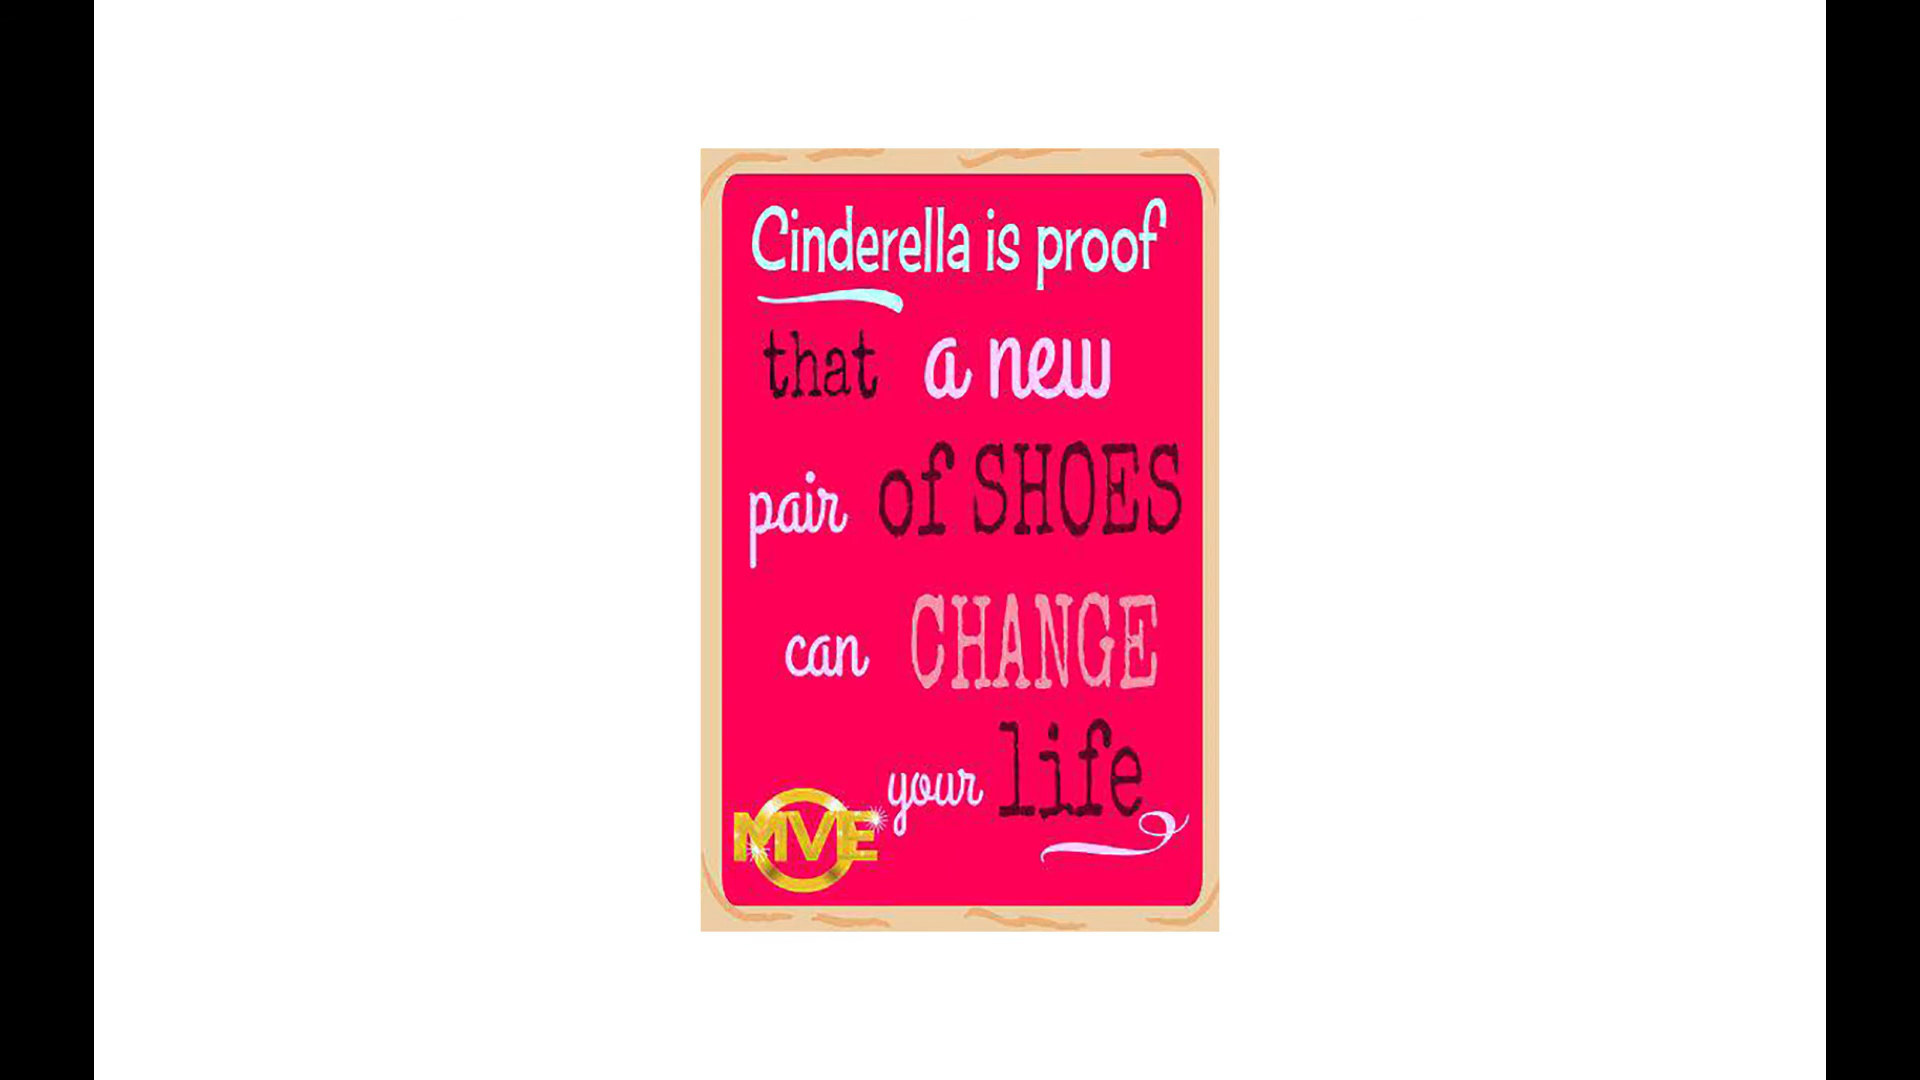 Cinderella is proof
that a new
pair of SHOES
can CHANGE
your life
MVE